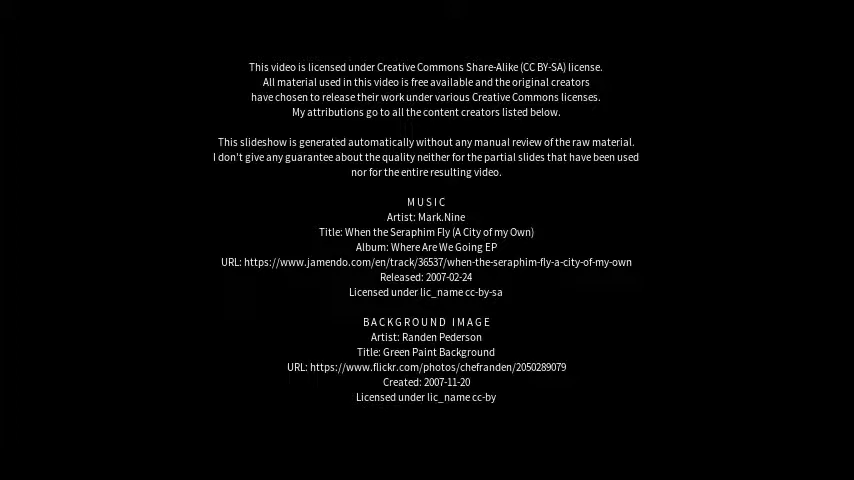 This video is licensed under Creative Commons Share-Alike (CC BY-SA) license.
All material used in this video is free available and the original creators
have chosen to release their work under various Creative Commons licenses.
My attributions go to all the content creators listed below.
This slideshow is generated automatically without any manual review of the raw material.
I don't give any guarantee about the quality neither for the partial slides that have been used
nor for the entire resulting video.
MUSIC
Artist: Mark.Nine
Title: When the Seraphim Fly (A City of my Own)
Album: Where Are We Going EP
URL: https://www.jamendo.com/en/track/36537/when-the-seraphim-fly-a-city-of-my-own
Released: 2007-02-24
Licensed under lic_name cc-by-sa
BACKGROUND IMAGE
Artist: Randen Pederson
Title: Green Paint Background
URL: https://www.flickr.com/photos/chefranden/2050289079
Created: 2007-11-20
Licensed under lic_name cc-by